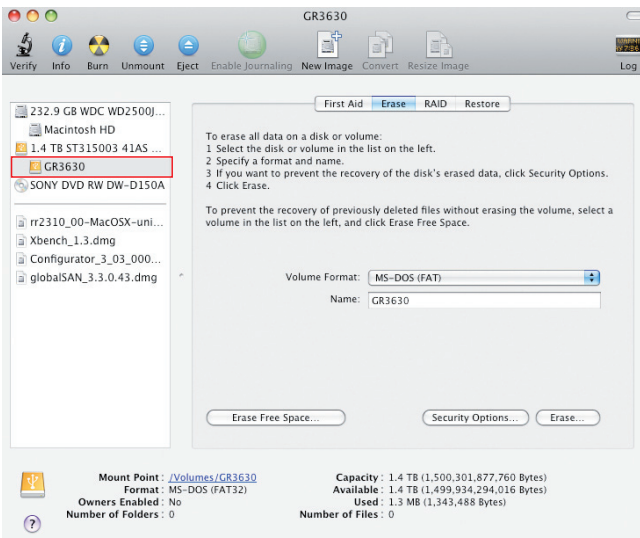 GR3630
Verify Info Burn Unmount Eject Enable Journaling New Image Convert Resize Image Log
232.9 GB WDC WD2500J...
Macintosh HD
1.4 TB ST315003 41AS ...
GR3630
SONY DVD RW DW-D150A
rr2310_00-MacOSX-uni...
Xbench_1.3.dmg
Configurator_3_03_000...
globalSAN_3.3.0.43.dmg
First Aid Erase RAID Restore
To erase all data on a disk or volume:
1 Select the disk or volume in the list on the left.
2 Specify a format and name.
3 If you want to prevent the recovery of the disk's erased data, click Security Options.
4 Click Erase.
To prevent the recovery of previously deleted files without erasing the volume, select a
volume in the list on the left, and click Erase Free Space.
Volume Format: MS-DOS (FAT)
Name: GR3630
Erase Free Space... Security Options... Erase...
Mount Point : /Volumes/GR3630
Format : MS-DOS (FAT32)
Owners Enabled : No
Number of Folders : 0
Capacity : 1.4 TB (1,500,301,877,760 Bytes)
Available : 1.4 TB (1,499,934,294,016 Bytes)
Used : 1.3 MB (1,343,488 Bytes)
Number of Files : 0
?